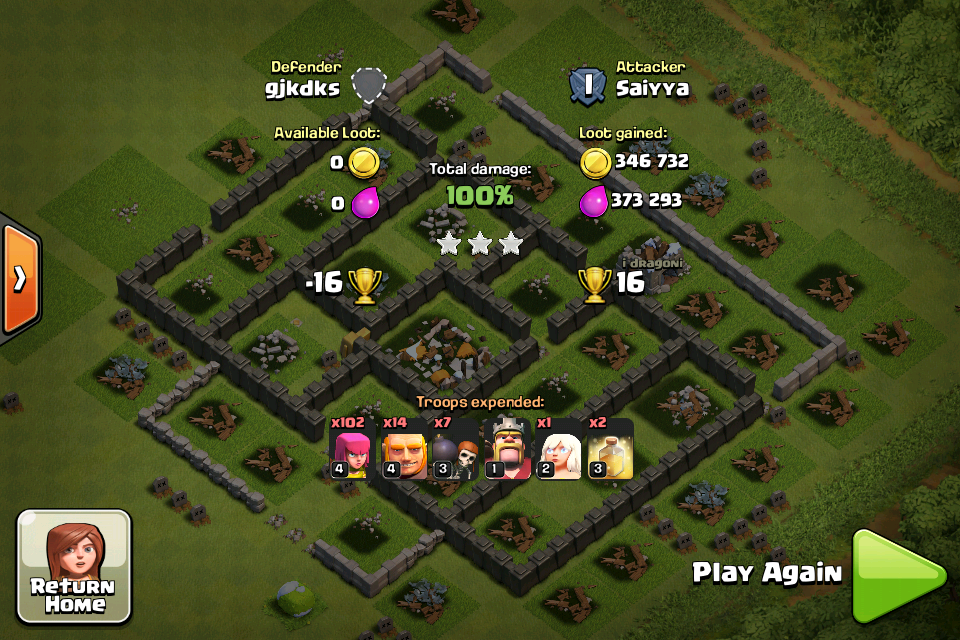 Defender
gjkdks
Attacker
I
Saiyya
Available Loot:
0
0
Total damage:
100%
Loot gained:
346 732
373 293
i dragoni
-16
16
Troops expended:
x102 x14 x7 x1 x2
4 4 3 1 2 3
Return Home
Play Again